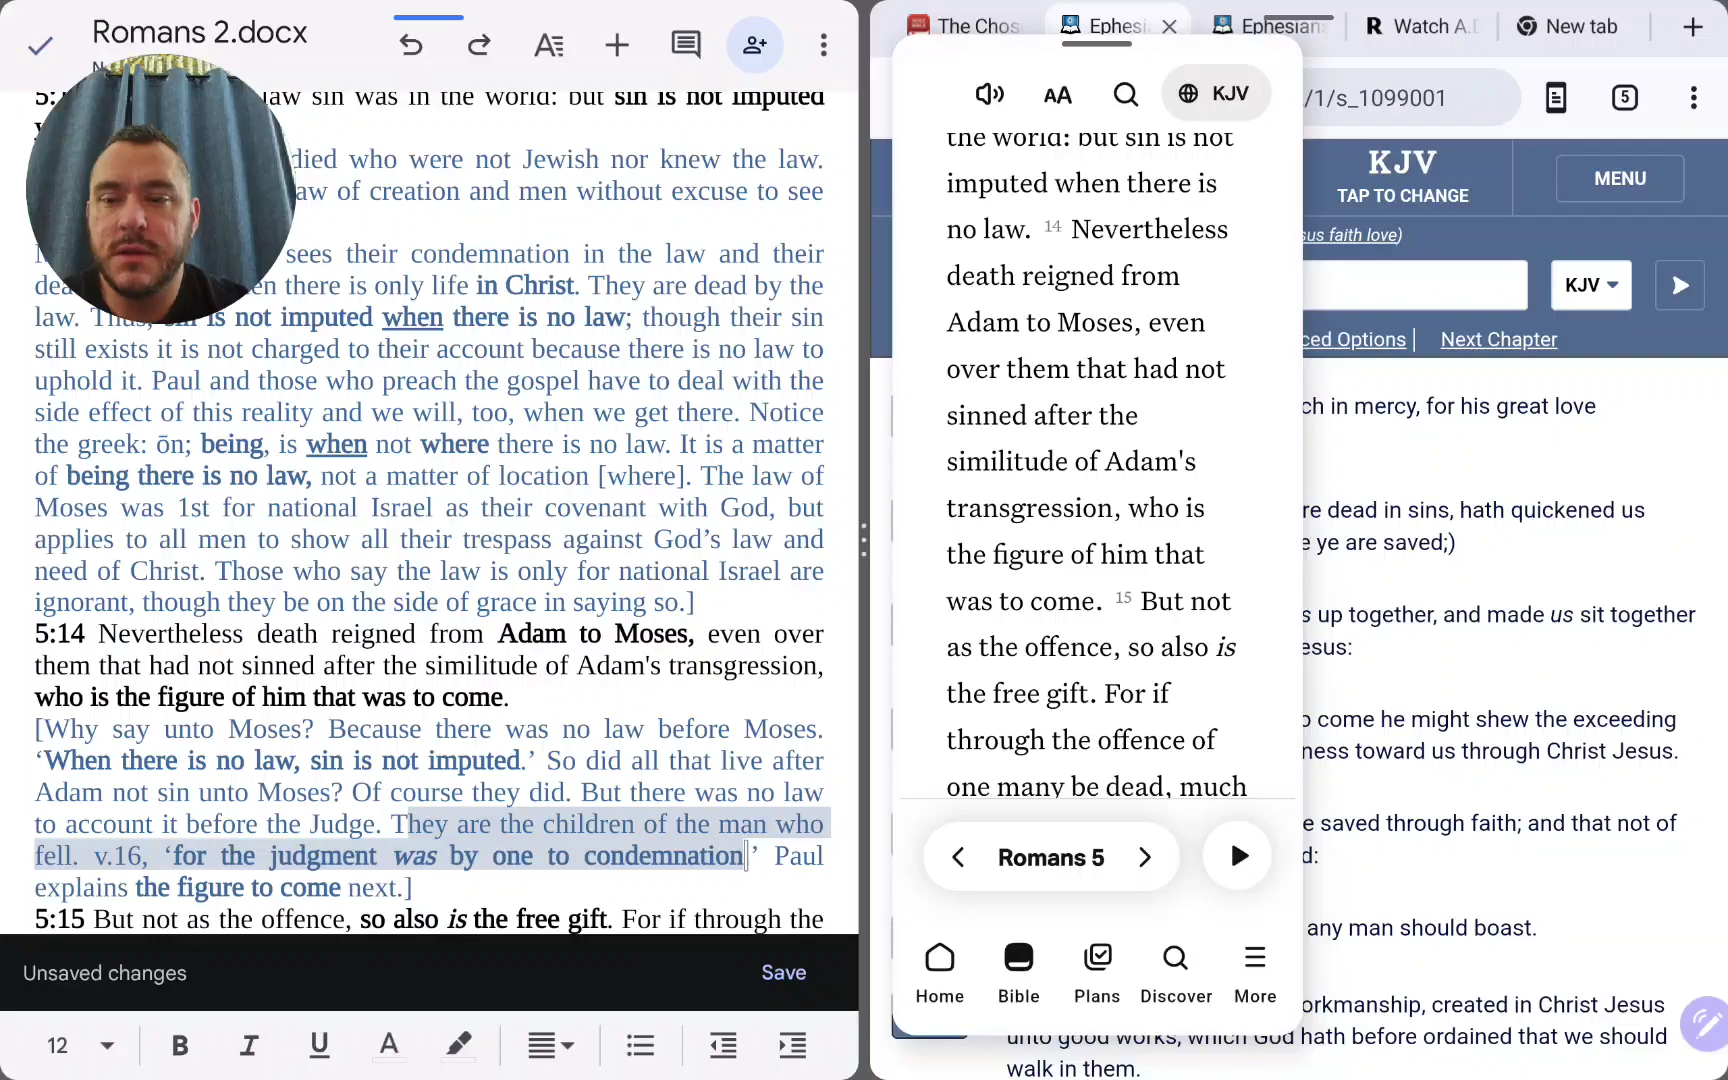 Romans 2.docx
5:
law sin was in the world: but sin is not imputed
died who were not Jewish nor knew the law.
law of creation and men without excuse to see
sees their condemnation in the law and their
there is only life in Christ. They are dead by the
law. Thus, sin is not imputed when there is no law; though their sin
still exists it is not charged to their account because there is no law to
uphold it. Paul and those who preach the gospel have to deal with the
side effect of this reality and we will, too, when we get there. Notice
the greek: ōn; being, is when not where there is no law. It is a matter
of being there is no law, not a matter of location [where]. The law of
Moses was 1st for national Israel as their covenant with God, but
applies to all men to show all their trespass against God’s law and
need of Christ. Those who say the law is only for national Israel are
ignorant, though they be on the side of grace in saying so.]
5:14 Nevertheless death reigned from Adam to Moses, even over
them that had not sinned after the similitude of Adam's transgression,
who is the figure of him that was to come.
[Why say unto Moses? Because there was no law before Moses.
‘When there is no law, sin is not imputed.’ So did all that live after
Adam not sin unto Moses? Of course they did. But there was no law
to account it before the Judge. They are the children of the man who
fell. v.16, ‘for the judgment was by one to condemnation’ Paul
explains the figure to come next.]
5:15 But not as the offence, so also is the free gift. For if through the
Unsaved changes
Save
12
B I U A
The Chos
Ephesi
Ephesians
R Watch A.D
New tab
/1/s_1099001
5
AA
KJV
the world: but sin is not
imputed when there is
no law. 14 Nevertheless
death reigned from
Adam to Moses, even
over them that had not
sinned after the
similitude of Adam's
transgression, who is
the figure of him that
was to come. 15 But not
as the offence, so also is
the free gift. For if
through the offence of
one many be dead, much
Romans 5
Home
Bible
Plans
Discover
More
KJV
TAP TO CHANGE
MENU
sus faith love)
KJV
ced Options
Next Chapter
ch in mercy, for his great love
re dead in sins, hath quickened us
e ye are saved;)
s up together, and made us sit together
esus:
o come he might shew the exceeding
ness toward us through Christ Jesus.
e saved through faith; and that not of
d:
any man should boast.
orkmanship, created in Christ Jesus
unto good works, which God hath before ordained that we should
walk in them.